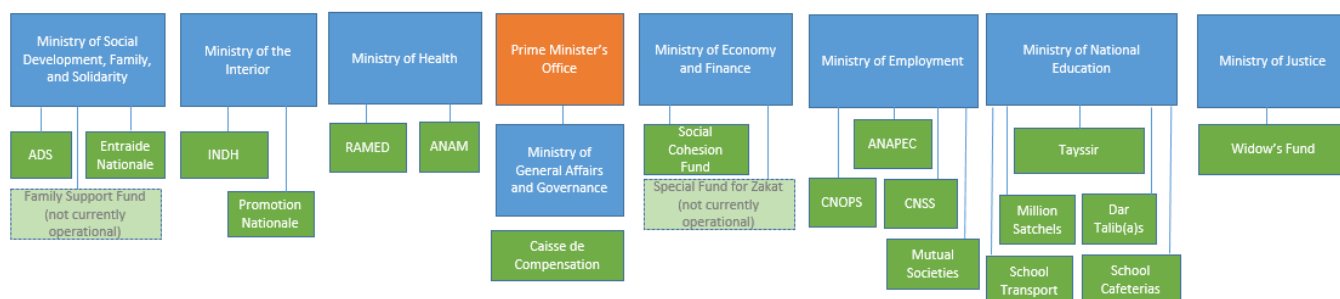 Ministry of Social
Development, Family,
and Solidarity
ADS
Entraide
Nationale
Family Support Fund
(not currently
operational)
Ministry of the
Interior
INDH
Promotion
Nationale
Ministry of Health
RAMED
ANAM
Prime Minister's
Office
Ministry of
General Affairs
and Governance
Caisse de
Compensation
Ministry of Economy
and Finance
Social
Cohesion
Fund
Special Fund for Zakat
(not currently
operational)
Ministry of Employment
ANAPEC
CNOPS
CNSS
Mutual
Societies
Ministry of National
Education
Tayssir
Million
Satchels
Dar
Talib(a)s
School
Transport
School
Cafeterias
Ministry of Justice
Widow's Fund